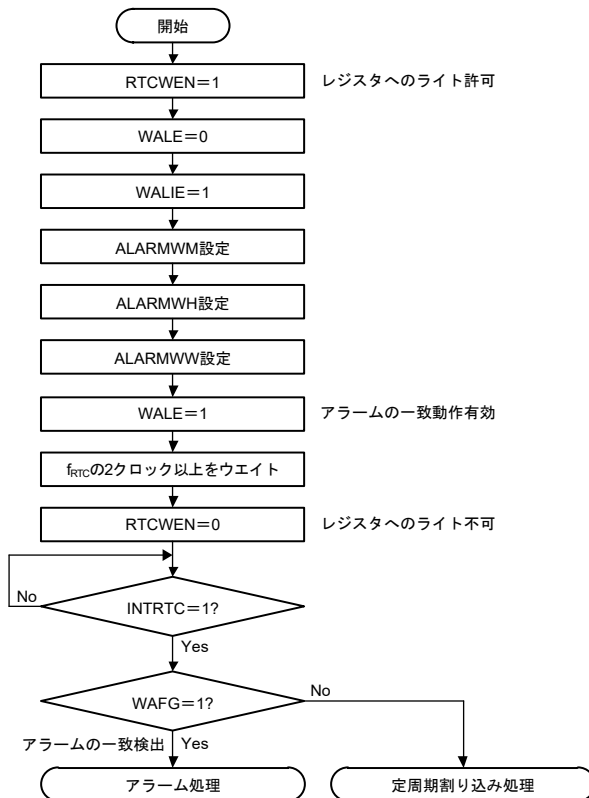 開始
RTCWEN＝1 レジスタへのライト許可
WALE＝0
WALIE＝1
ALARMWM設定
ALARMWH設定
ALARMWW設定
WALE＝1 アラームの一致動作有効
fRTCの2クロック以上をウエイト
RTCWEN＝0 レジスタへのライト不可
No
INTRTC＝1?
Yes
WAFG＝1?
No
アラームの一致検出 Yes
アラーム処理 定周期割り込み処理